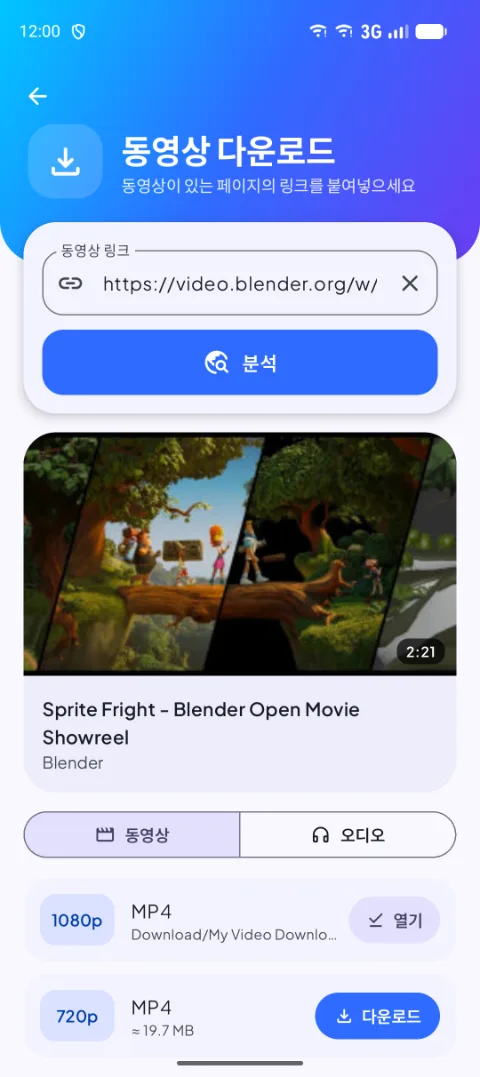 12:00
3G
동영상 다운로드
동영상이 있는 페이지의 링크를 붙여넣으세요
동영상 링크
https://video.blender.org/w/
분석
2:21
Sprite Fright - Blender Open Movie
Showreel
Blender
동영상
오디오
1080p
MP4
Download/My Video Downlo...
열기
720p
MP4
≈ 19.7 MB
다운로드